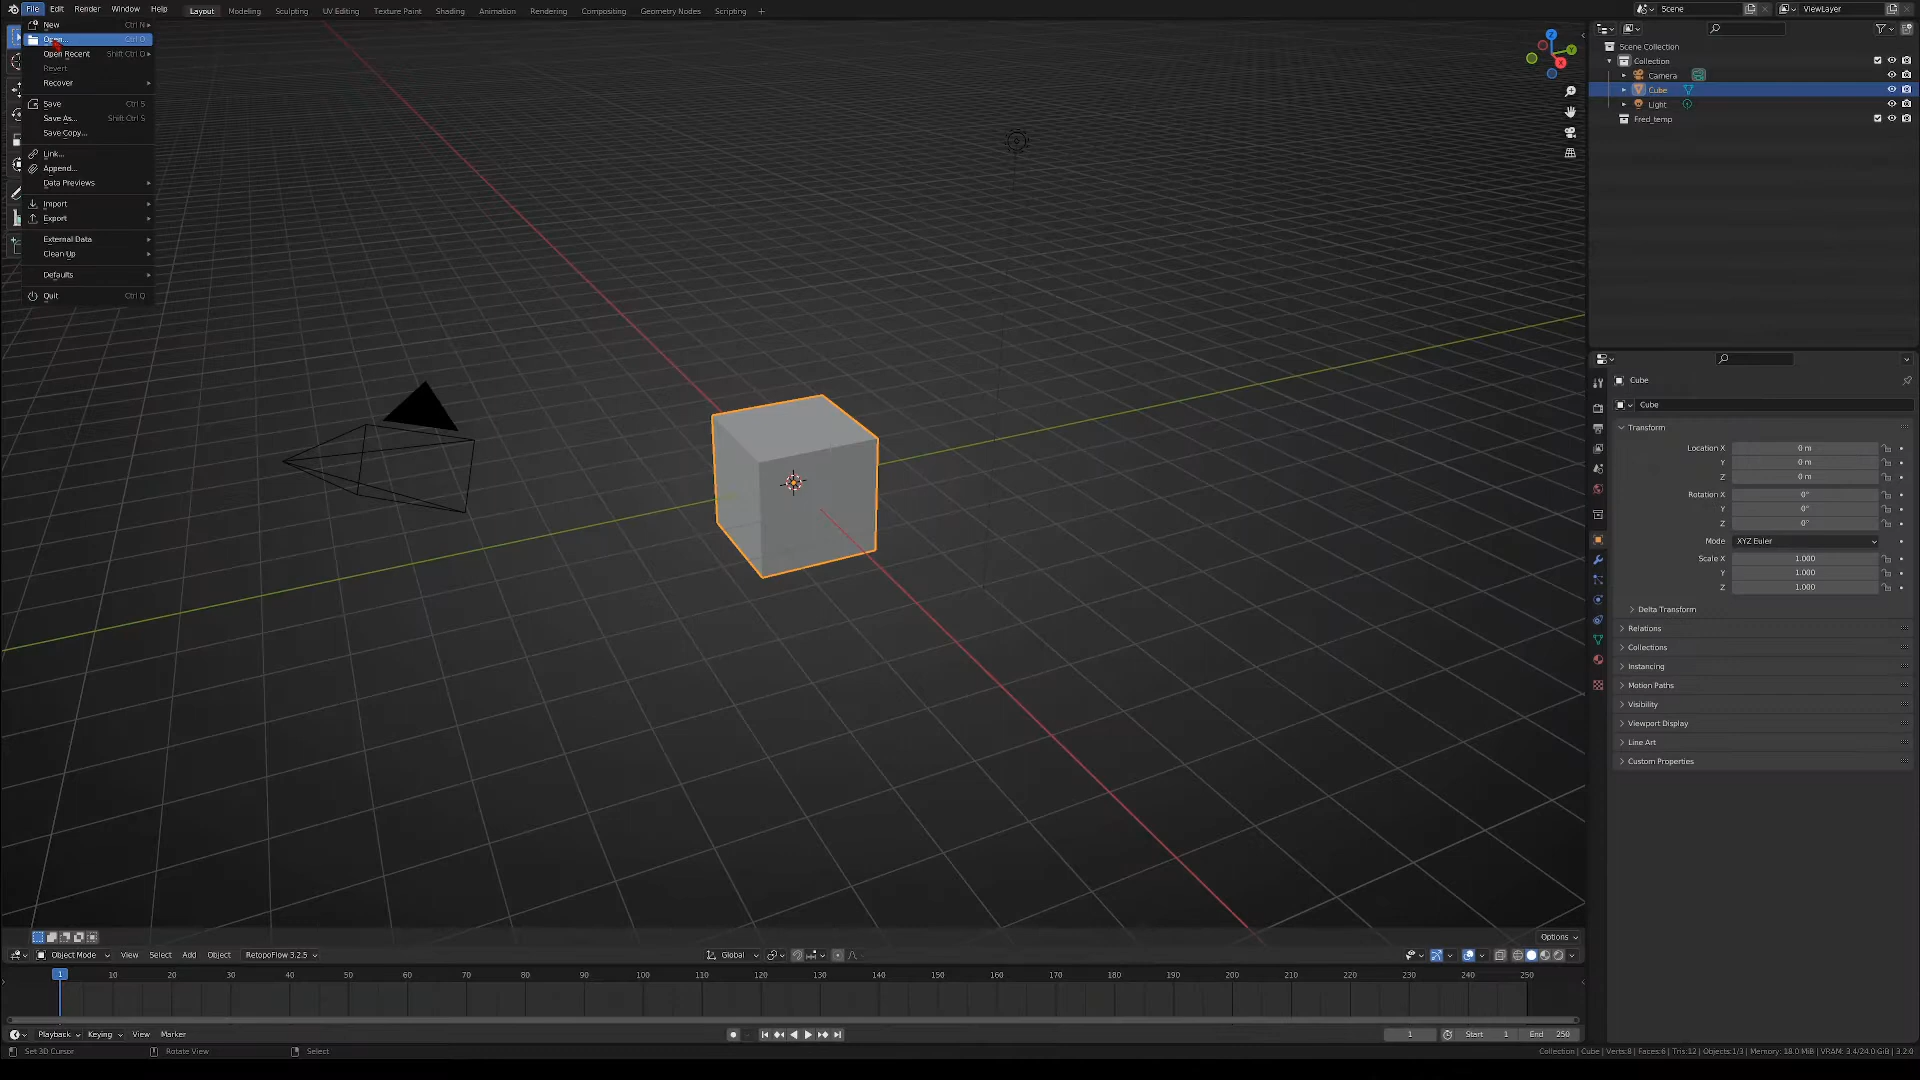 File Edit Render Window Help Layout Modeling Sculpting UV Editing Texture Paint Shading Animation Rendering Compositing Geometry Nodes Scripting + Scene ViewLayer
New Ctrl N
Open... Ctrl O
Open Recent Shift Ctrl O
Revert
Recover
Save Ctrl S
Save As... Shift Ctrl S
Save Copy...
Link...
Append...
Data Previews
Import
Export
External Data
Clean Up
Defaults
Quit Ctrl Q
Z
Y
X
Scene Collection
Collection
Camera
Cube
Light
Fred_temp
Cube
Cube
Transform
Location X 0 m
Y 0 m
Z 0 m
Rotation X 0°
Y 0°
Z 0°
Mode XYZ Euler
Scale X 1.000
Y 1.000
Z 1.000
Delta Transform
Relations
Collections
Instancing
Motion Paths
Visibility
Viewport Display
Line Art
Custom Properties
Options
Object Mode View Select Add Object RetopoFlow 3.2.5 Global
1 10 20 30 40 50 60 70 80 90 100 110 120 130 140 150 160 170 180 190 200 210 220 230 240 250
Playback Keying View Marker 1 Start 1 End 250
Set 3D Cursor Rotate View Select Collection | Cube | Verts:8 | Faces:6 | Tris:12 | Objects:1/3 | Memory: 18.0 MiB | VRAM: 3.4/24.0 GiB | 3.2.0